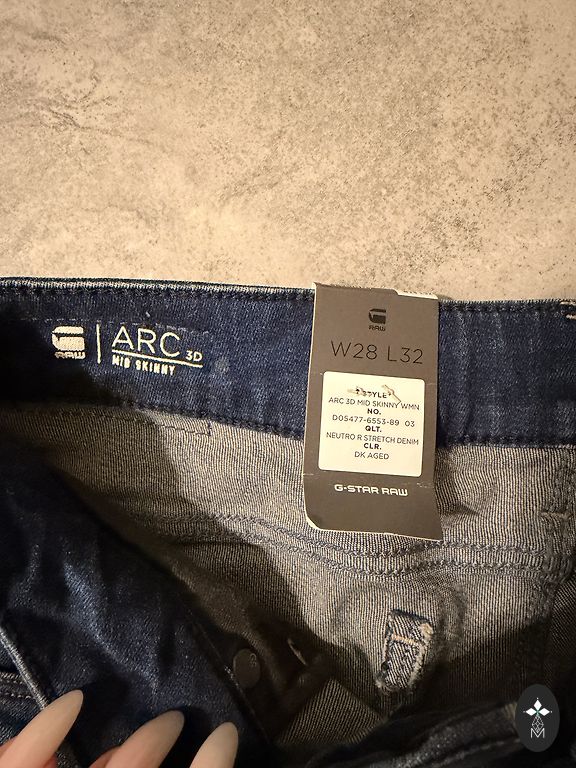 RAW
ARC 3D
MID SKINNY
RAW
W28 L32
STYLE
ARC 3D MID SKINNY WMN
NO.
D05477-6553-89 03
QLT.
NEUTRO R STRETCH DENIM
CLR.
DK AGED
G-STAR RAW
M